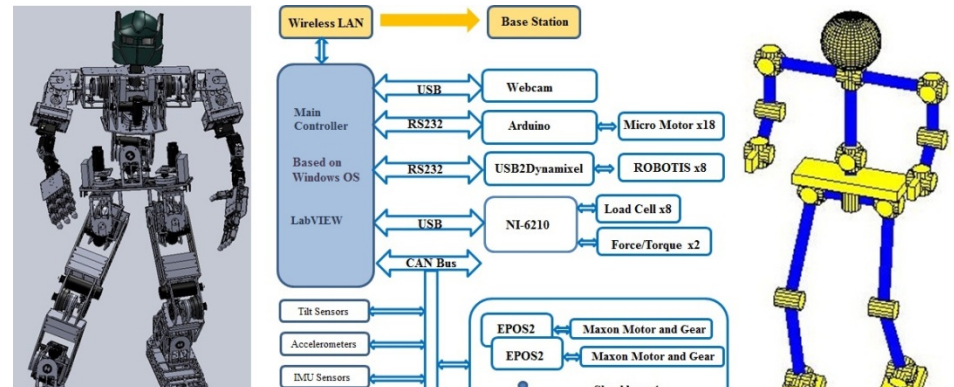 Wireless LAN
Base Station
Main
Controller
Based on
Windows OS
LabVIEW
USB
Webcam
RS232
Arduino
Micro Motor x18
RS232
USB2Dynamixel
ROBOTIS x8
USB
NI-6210
Load Cell x8
Force/Torque x2
CAN Bus
Tilt Sensors
Accelerometers
IMU Sensors
EPOS2
Maxon Motor and Gear
EPOS2
Maxon Motor and Gear